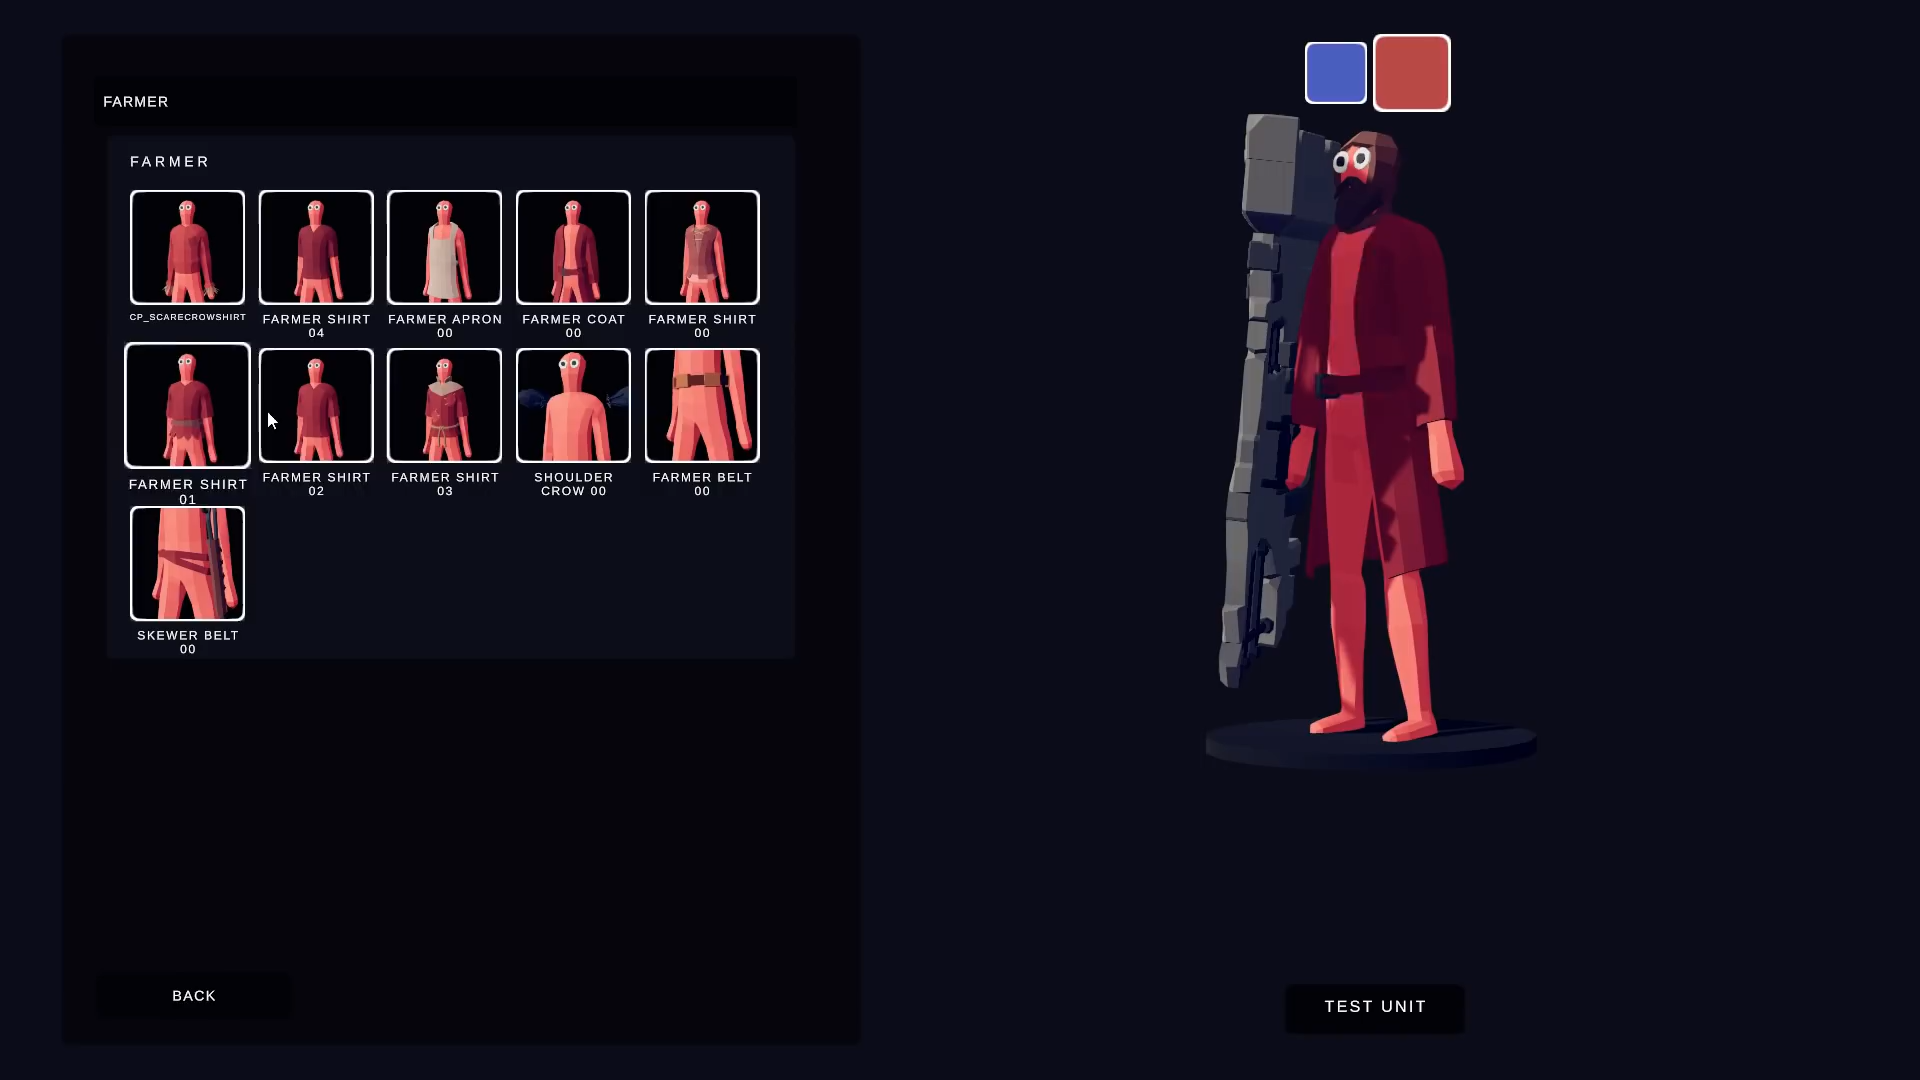 FARMER
FARMER
CP_SCARECROWSHIRT
FARMER SHIRT
04
FARMER APRON
00
FARMER COAT
00
FARMER SHIRT
00
FARMER SHIRT
01
FARMER SHIRT
02
FARMER SHIRT
03
SHOULDER
CROW 00
FARMER BELT
00
SKEWER BELT
00
BACK
TEST UNIT